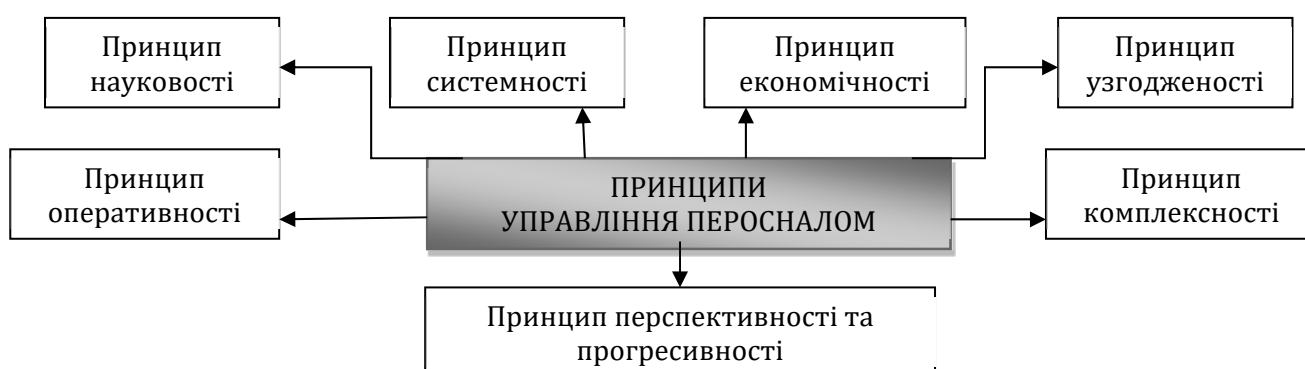 Принцип
науковості
Принцип
системності
Принцип
економічності
Принцип
узгодженості
Принцип
оперативності
ПРИНЦИПИ
УПРАВЛІННЯ ПЕРОСНАЛОМ
Принцип
комплексності
Принцип перспективності та
прогресивності